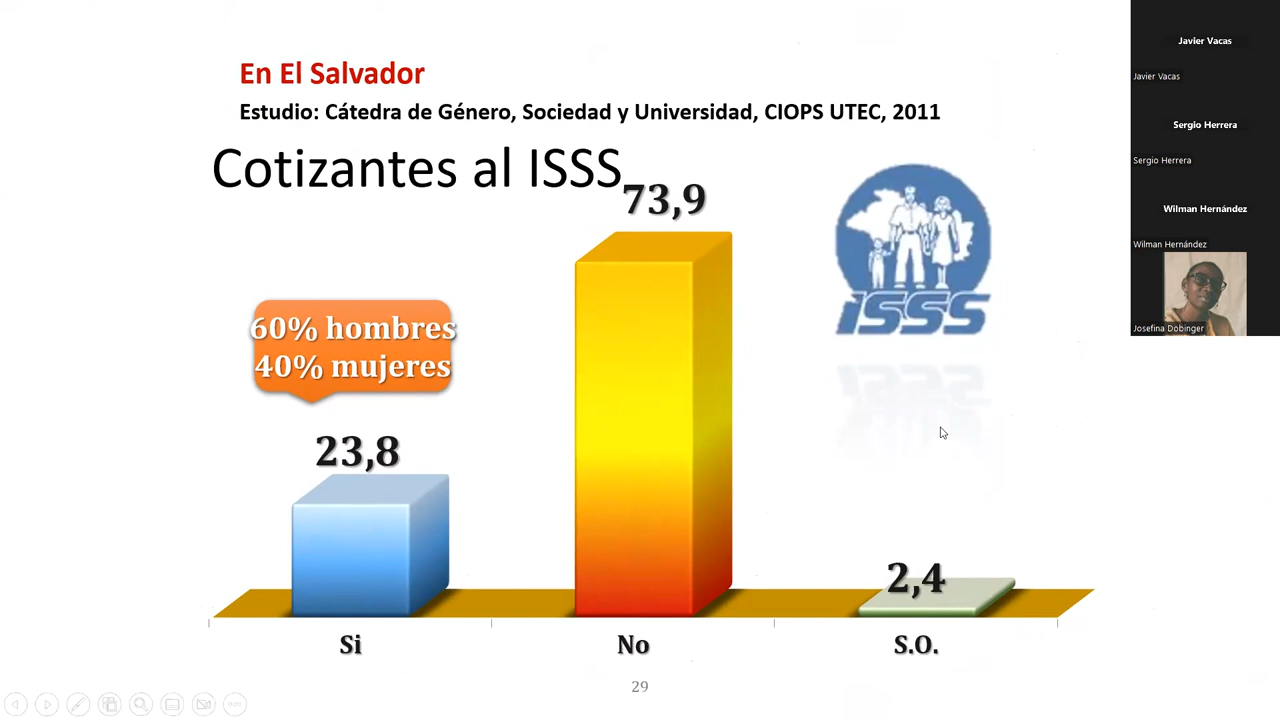 En El Salvador
Estudio: Cátedra de Género, Sociedad y Universidad, CIOPS UTEC, 2011
Cotizantes al ISSS
73,9
60% hombres
40% mujeres
23,8
2,4
Si
No
S.O.
29
ISSS
Javier Vacas
Javier Vacas
Sergio Herrera
Sergio Herrera
Wilman Hernández
Wilman Hernández
Josefina Dobinger